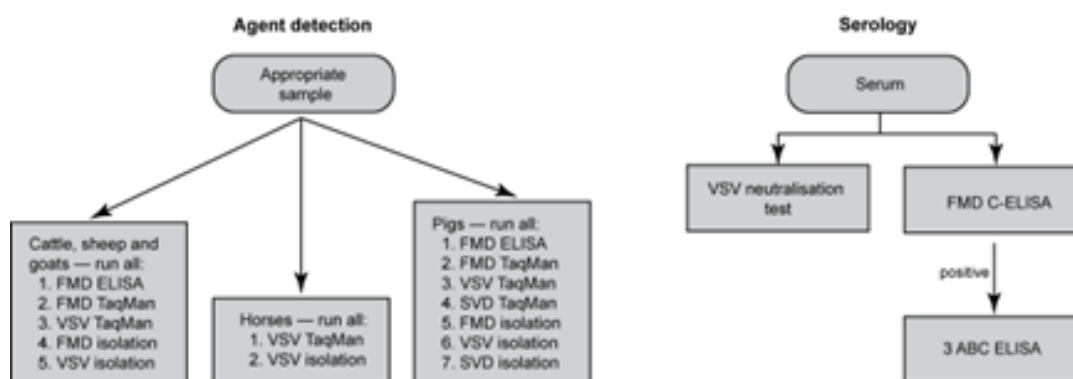 Agent detection
Appropriate
sample
Cattle, sheep and
goats — run all:
1. FMD ELISA
2. FMD TaqMan
3. VSV TaqMan
4. FMD isolation
5. VSV isolation
Horses — run all:
1. VSV TaqMan
2. VSV isolation
Pigs — run all:
1. FMD ELISA
2. FMD TaqMan
3. VSV TaqMan
4. SVD TaqMan
5. FMD isolation
6. VSV isolation
7. SVD isolation
Serology
Serum
VSV neutralisation
test
FMD C-ELISA
positive
3 ABC ELISA